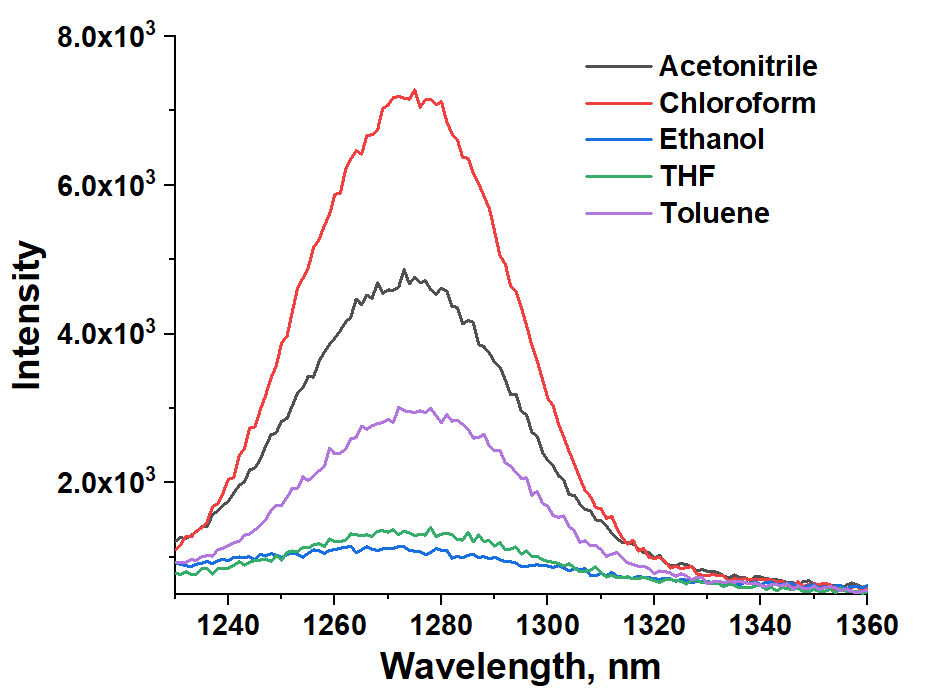 8.0x10³
6.0x10³
4.0x10³
2.0x10³
Intensity
Acetonitrile
Chloroform
Ethanol
THF
Toluene
1240 1260 1280 1300 1320 1340 1360
Wavelength, nm